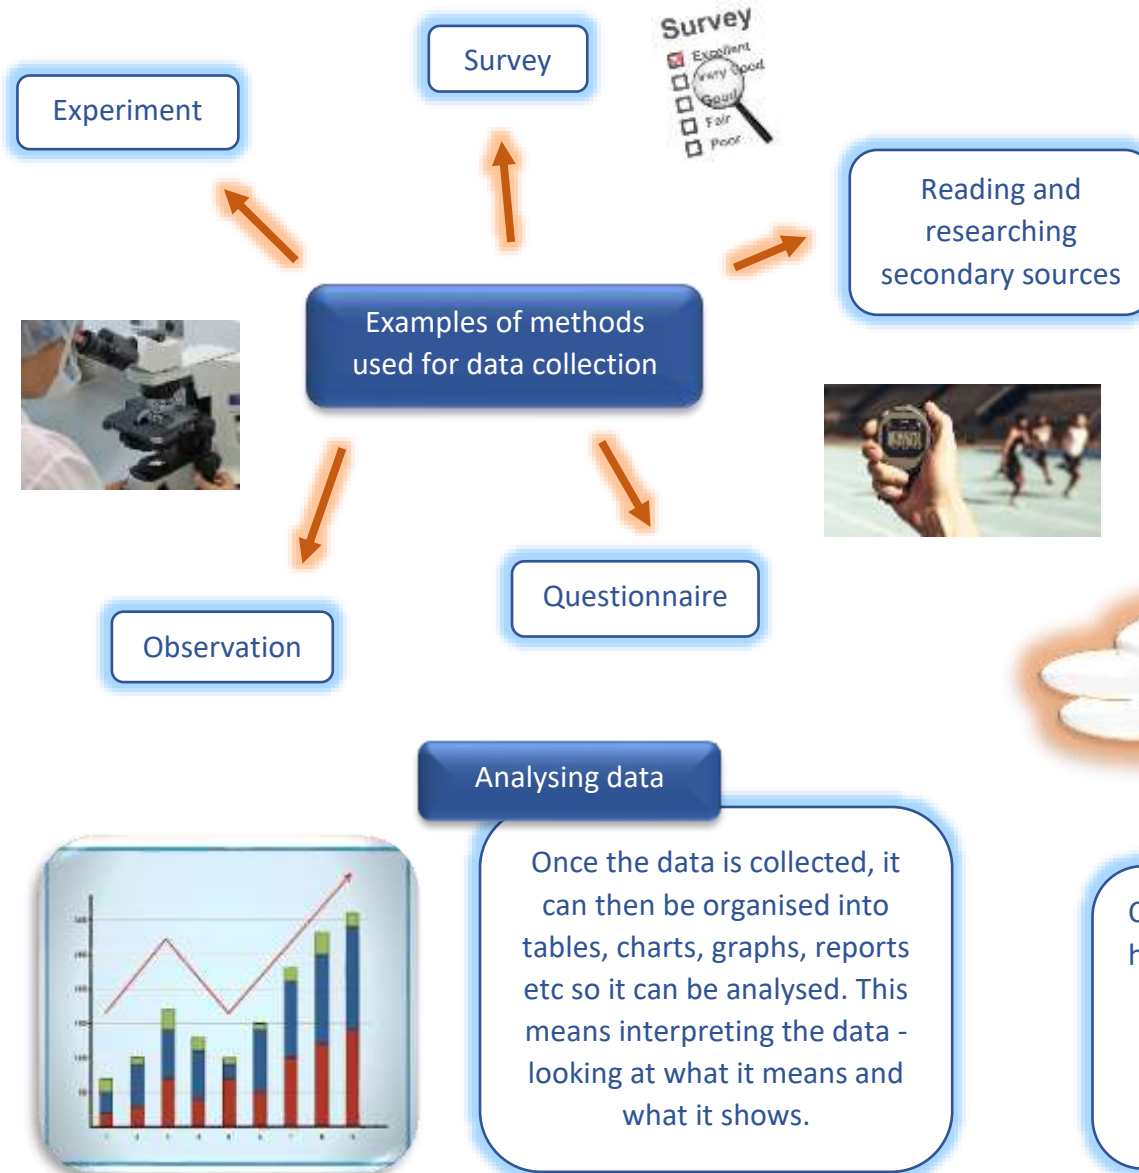 Survey
Survey
Excellent
Very Good
Good
Fair
Poor
Experiment
Reading and
researching
secondary sources
Examples of methods
used for data collection
Questionnaire
Observation
Analysing data
Once the data is collected, it
can then be organised into
tables, charts, graphs, reports
etc so it can be analysed. This
means interpreting the data -
looking at what it means and
what it shows.